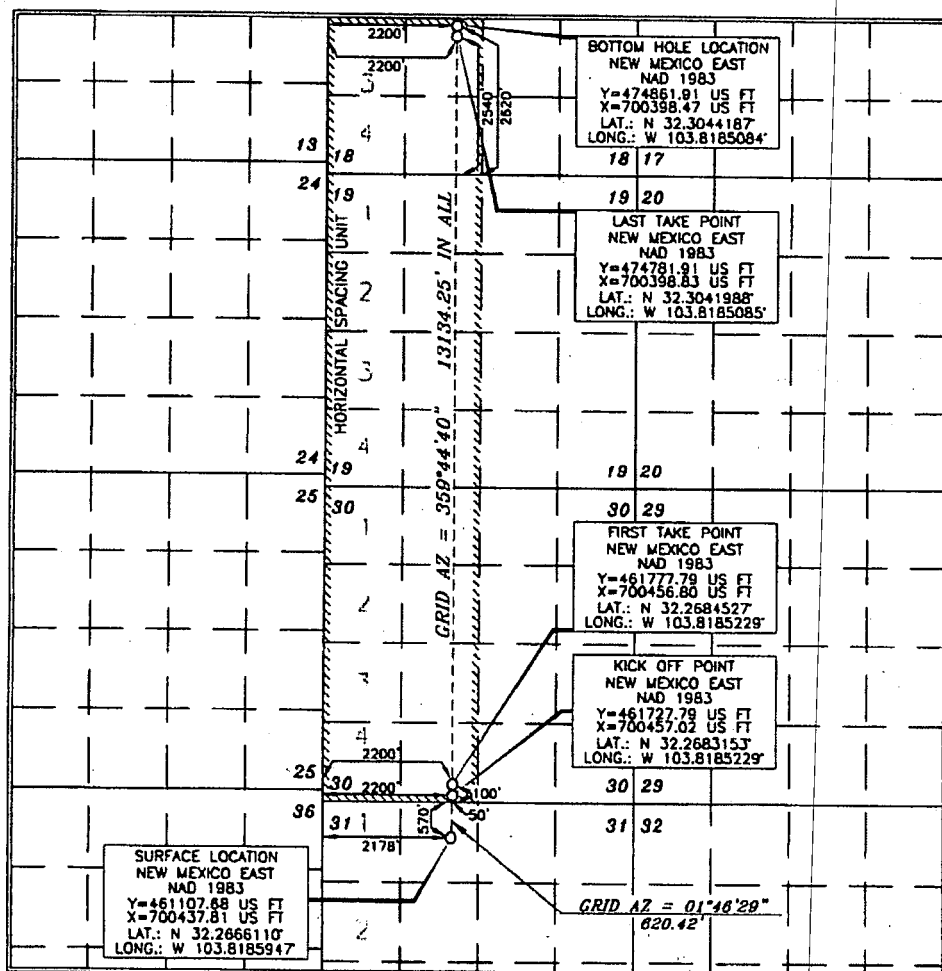 2200'
2200'
3
4
2540
2620
BOTTOM HOLE LOCATION
NEW MEXICO EAST
NAD 1983
Y=474861.91 US FT
X=700398.47 US FT
LAT.: N 32.3044187°
LONG.: W 103.8185084°
13 18
18 17
24 19
19 20
LAST TAKE POINT
NEW MEXICO EAST
NAD 1983
Y=474781.91 US FT
X=700398.83 US FT
LAT.: N 32.3041988°
LONG.: W 103.8185085°
HORIZONTAL SPACING UNIT
1
2
3
4
GRID AZ = 359°44'40" 13134.25' IN ALL
24 19
19 20
25 30
30 29
1
2
4
FIRST TAKE POINT
NEW MEXICO EAST
NAD 1983
Y=461777.79 US FT
X=700456.80 US FT
LAT.: N 32.2684527°
LONG.: W 103.8185229°
KICK OFF POINT
NEW MEXICO EAST
NAD 1983
Y=461727.79 US FT
X=700457.02 US FT
LAT.: N 32.2683153°
LONG.: W 103.8185229°
2200'
25 30
2200'
100'
50'
30 29
36 31
1
570'
2178'
31 32
SURFACE LOCATION
NEW MEXICO EAST
NAD 1983
Y=461107.68 US FT
X=700437.81 US FT
LAT.: N 32.2666110°
LONG.: W 103.8185947°
2
GRID AZ = 01°46'29"
620.42'